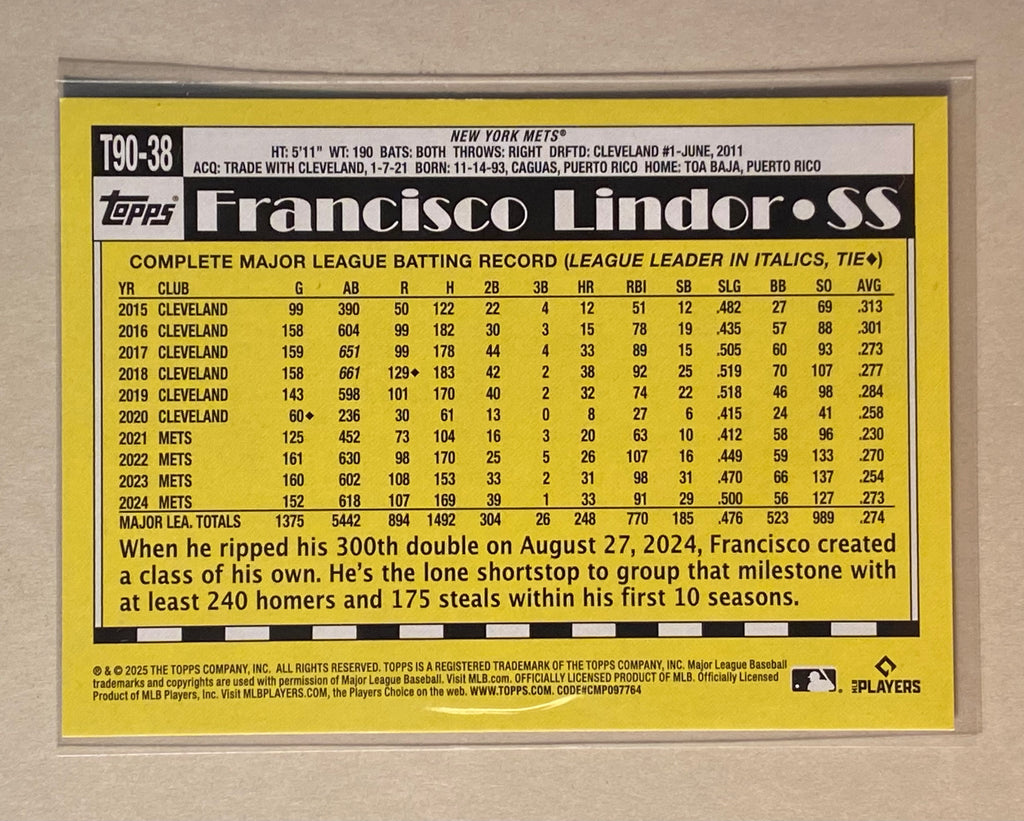 T90-38
NEW YORK METS®
HT: 5'11" WT: 190 BATS: BOTH THROWS: RIGHT DRFTD: CLEVELAND #1-JUNE, 2011
ACQ: TRADE WITH CLEVELAND, 1-7-21 BORN: 11-14-93, CAGUAS, PUERTO RICO HOME: TOA BAJA, PUERTO RICO
topps® Francisco Lindor • SS
COMPLETE MAJOR LEAGUE BATTING RECORD (LEAGUE LEADER IN ITALICS, TIE◆)
YR CLUB G AB R H 2B 3B HR RBI SB SLG BB SO AVG
2015 CLEVELAND 99 390 50 122 22 4 12 51 12 .482 27 69 .313
2016 CLEVELAND 158 604 99 182 30 3 15 78 19 .435 57 88 .301
2017 CLEVELAND 159 651 99 178 44 4 33 89 15 .505 60 93 .273
2018 CLEVELAND 158 661 129◆ 183 42 2 38 92 25 .519 70 107 .277
2019 CLEVELAND 143 598 101 170 40 2 32 74 22 .518 46 98 .284
2020 CLEVELAND 60◆ 236 30 61 13 0 8 27 6 .415 24 41 .258
2021 METS 125 452 73 104 16 3 20 63 10 .412 58 96 .230
2022 METS 161 630 98 170 25 5 26 107 16 .449 59 133 .270
2023 METS 160 602 108 153 33 2 31 98 31 .470 66 137 .254
2024 METS 152 618 107 169 39 1 33 91 29 .500 56 127 .273
MAJOR LEA. TOTALS 1375 5442 894 1492 304 26 248 770 185 .476 523 989 .274
When he ripped his 300th double on August 27, 2024, Francisco created
a class of his own. He's the lone shortstop to group that milestone with
at least 240 homers and 175 steals within his first 10 seasons.
® & © 2025 THE TOPPS COMPANY, INC. ALL RIGHTS RESERVED. TOPPS IS A REGISTERED TRADEMARK OF THE TOPPS COMPANY, INC. Major League Baseball
trademarks and copyrights are used with permission of Major League Baseball. Visit MLB.com. OFFICIALLY LICENSED PRODUCT OF MLB. Officially Licensed
Product of MLB Players, Inc. Visit MLBPLAYERS.COM, the Players Choice on the web. WWW.TOPPS.COM. CODE#CMP097764
MLB PLAYERS